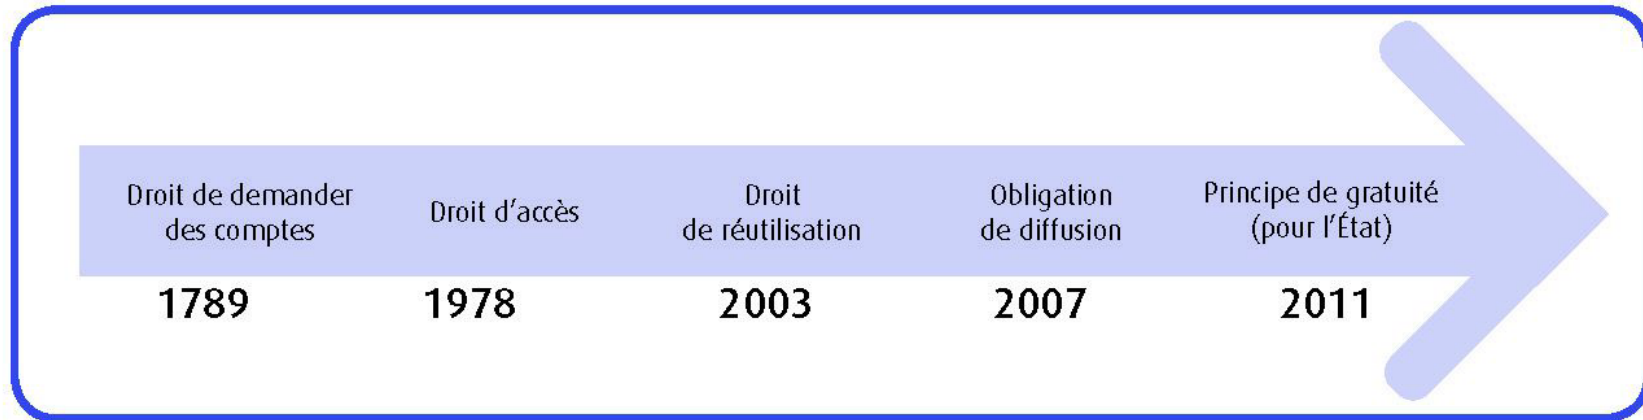 Droit de demander
des comptes
Droit d'accès
Droit
de réutilisation
Obligation
de diffusion
Principe de gratuité
(pour l'État)
1789
1978
2003
2007
2011